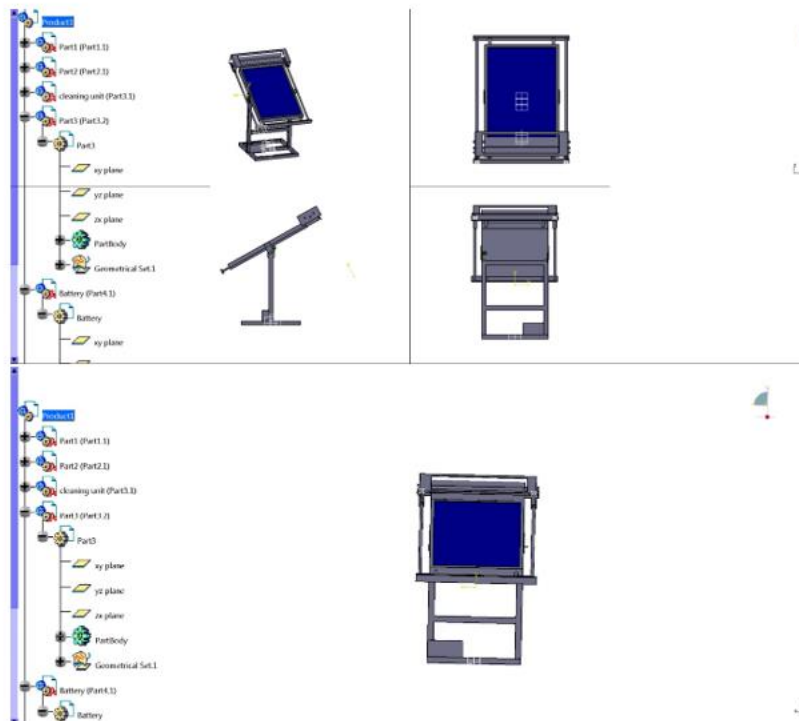 Product1
Part1 (Part1.1)
Part2 (Part2.1)
cleaning unit (Part3.1)
Part3 (Part3.2)
Part3
xy plane
yz plane
zx plane
PartBody
Geometrical Set.1
Battery (Part4.1)
Battery
xy plane
Product1
Part1 (Part1.1)
Part2 (Part2.1)
cleaning unit (Part3.1)
Part3 (Part3.2)
Part3
xy plane
yz plane
zx plane
PartBody
Geometrical Set.1
Battery (Part4.1)
Battery